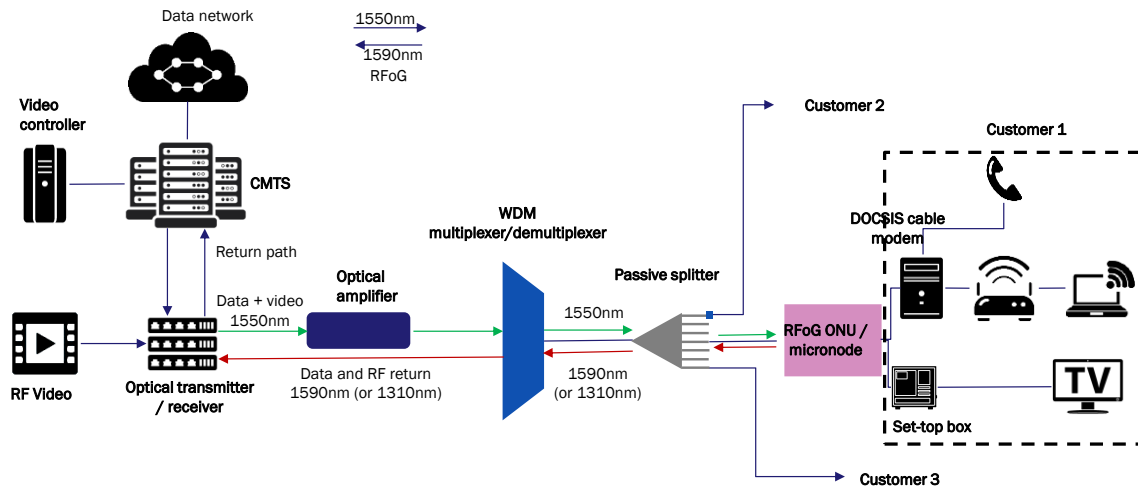 Data network
1550nm
1590nm
RFoG
Video
controller
CMTS
Return path
Customer 2
Customer 1
DOCSIS cable
modem
WDM
multiplexer/demultiplexer
Optical
amplifier
Passive splitter
Data + video
1550nm
1550nm
RFoG ONU /
micronode
RF Video
Optical transmitter
/ receiver
Data and RF return
1590nm (or 1310nm)
1590nm
(or 1310nm)
TV
Set-top box
Customer 3